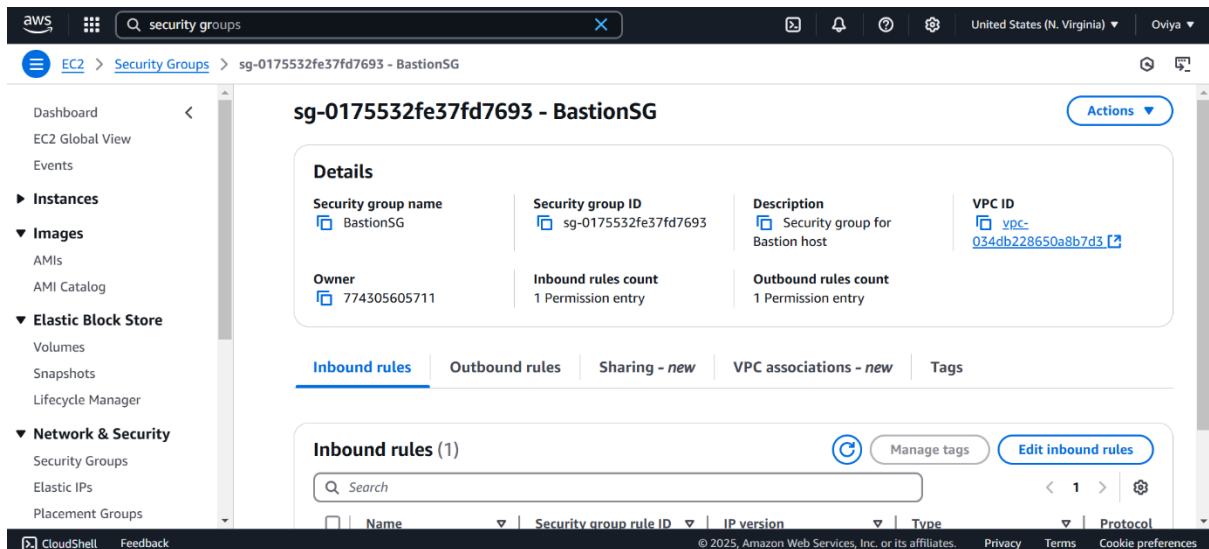 aws
security groups
United States (N. Virginia)
Oviya
EC2 > Security Groups > sg-0175532fe37fd7693 - BastionSG
Dashboard
EC2 Global View
Events
Instances
Images
AMIs
AMI Catalog
Elastic Block Store
Volumes
Snapshots
Lifecycle Manager
Network & Security
Security Groups
Elastic IPs
Placement Groups
sg-0175532fe37fd7693 - BastionSG
Actions
Details
Security group name
BastionSG
Security group ID
sg-0175532fe37fd7693
Description
Security group for
Bastion host
VPC ID
vpc-
034db228650a8b7d3
Owner
774305605711
Inbound rules count
1 Permission entry
Outbound rules count
1 Permission entry
Inbound rules Outbound rules Sharing - new VPC associations - new Tags
Inbound rules (1)
Manage tags
Edit inbound rules
Search
< 1 >
Name Security group rule ID IP version Type Protocol
CloudShell Feedback © 2025, Amazon Web Services, Inc. or its affiliates. Privacy Terms Cookie preferences